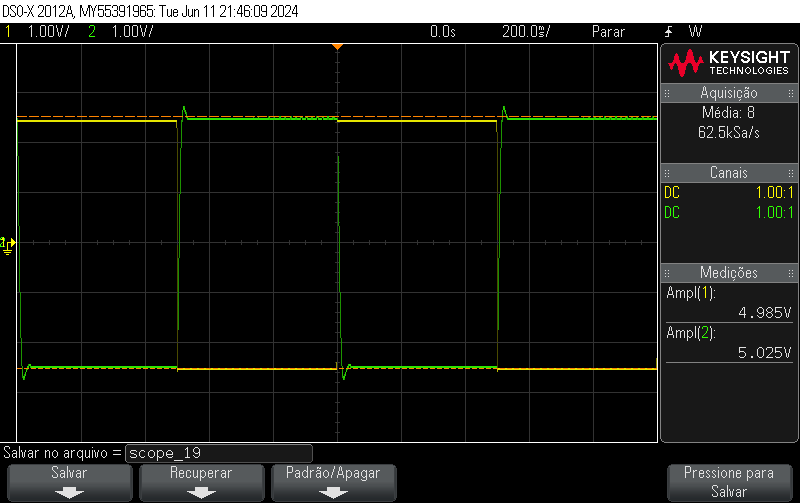 DSO-X 2012A, MY55391965: Tue Jun 11 21:46:09 2024
1 1.00V/ 2 1.00V/ 0.0s 200.0ms/ Parar W
KEYSIGHT
TECHNOLOGIES
Aquisição
Média: 8
62.5kSa/s
Canais
DC 1.00:1
DC 1.00:1
Medições
Ampl(1):
4.985V
Ampl(2):
5.025V
Salvar no arquivo = scope_19
Salvar
Recuperar
Padrão/Apagar
Pressione para
Salvar